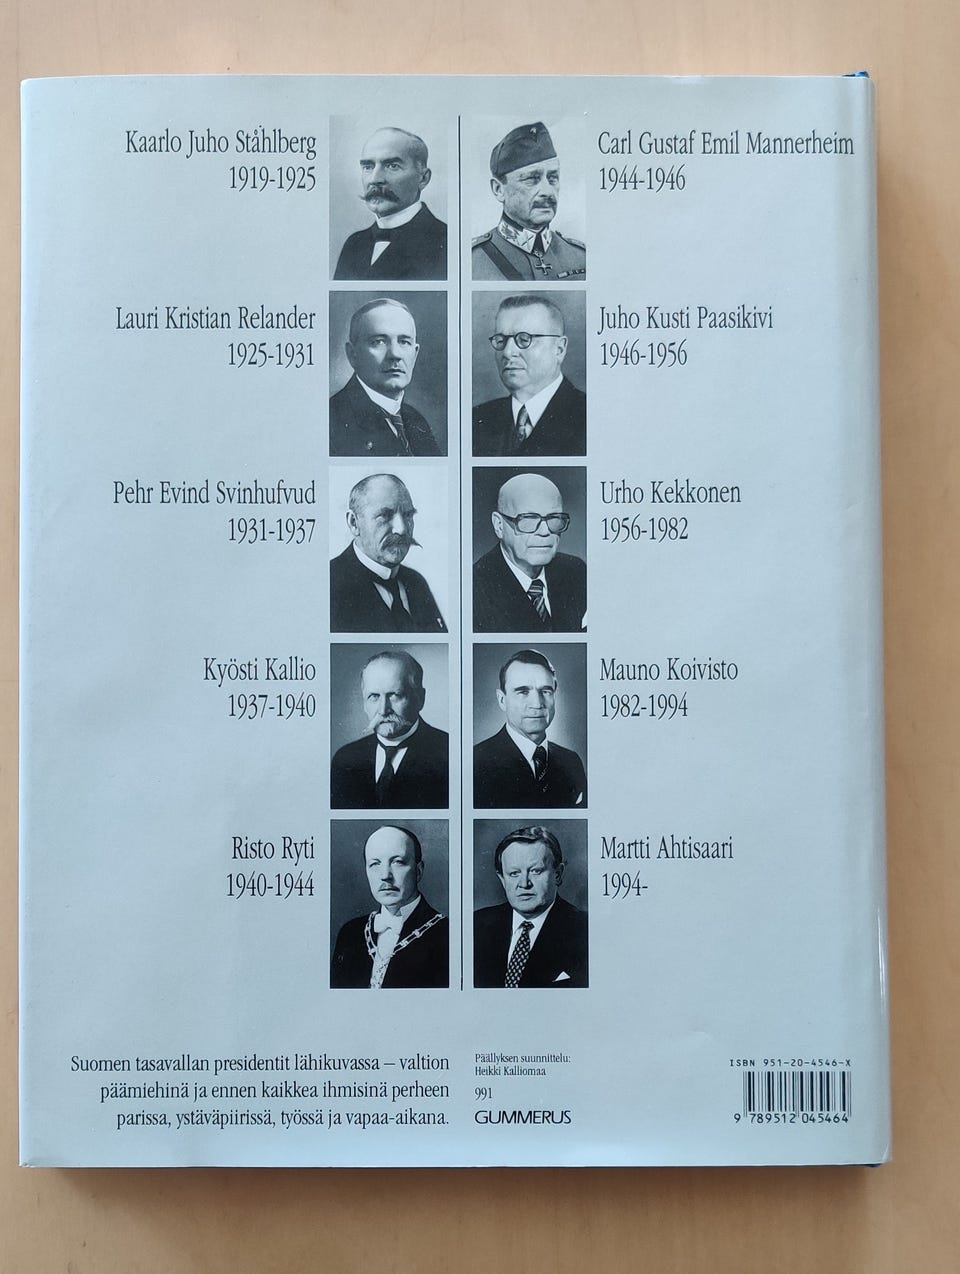 Kaarlo Juho Ståhlberg
1919-1925
Lauri Kristian Relander
1925-1931
Pehr Evind Svinhufvud
1931-1937
Kyösti Kallio
1937-1940
Risto Ryti
1940-1944
Carl Gustaf Emil Mannerheim
1944-1946
Juho Kusti Paasikivi
1946-1956
Urho Kekkonen
1956-1982
Mauno Koivisto
1982-1994
Martti Ahtisaari
1994-
Suomen tasavallan presidentit lähikuvassa – valtion
päämiehinä ja ennen kaikkea ihmisinä perheen
parissa, ystäväpiirissä, työssä ja vapaa-aikana.
Päällyksen suunnittelu:
Heikki Kalliomaa
991
GUMMERUS
ISBN 951-20-4546-X
9 789512 045464